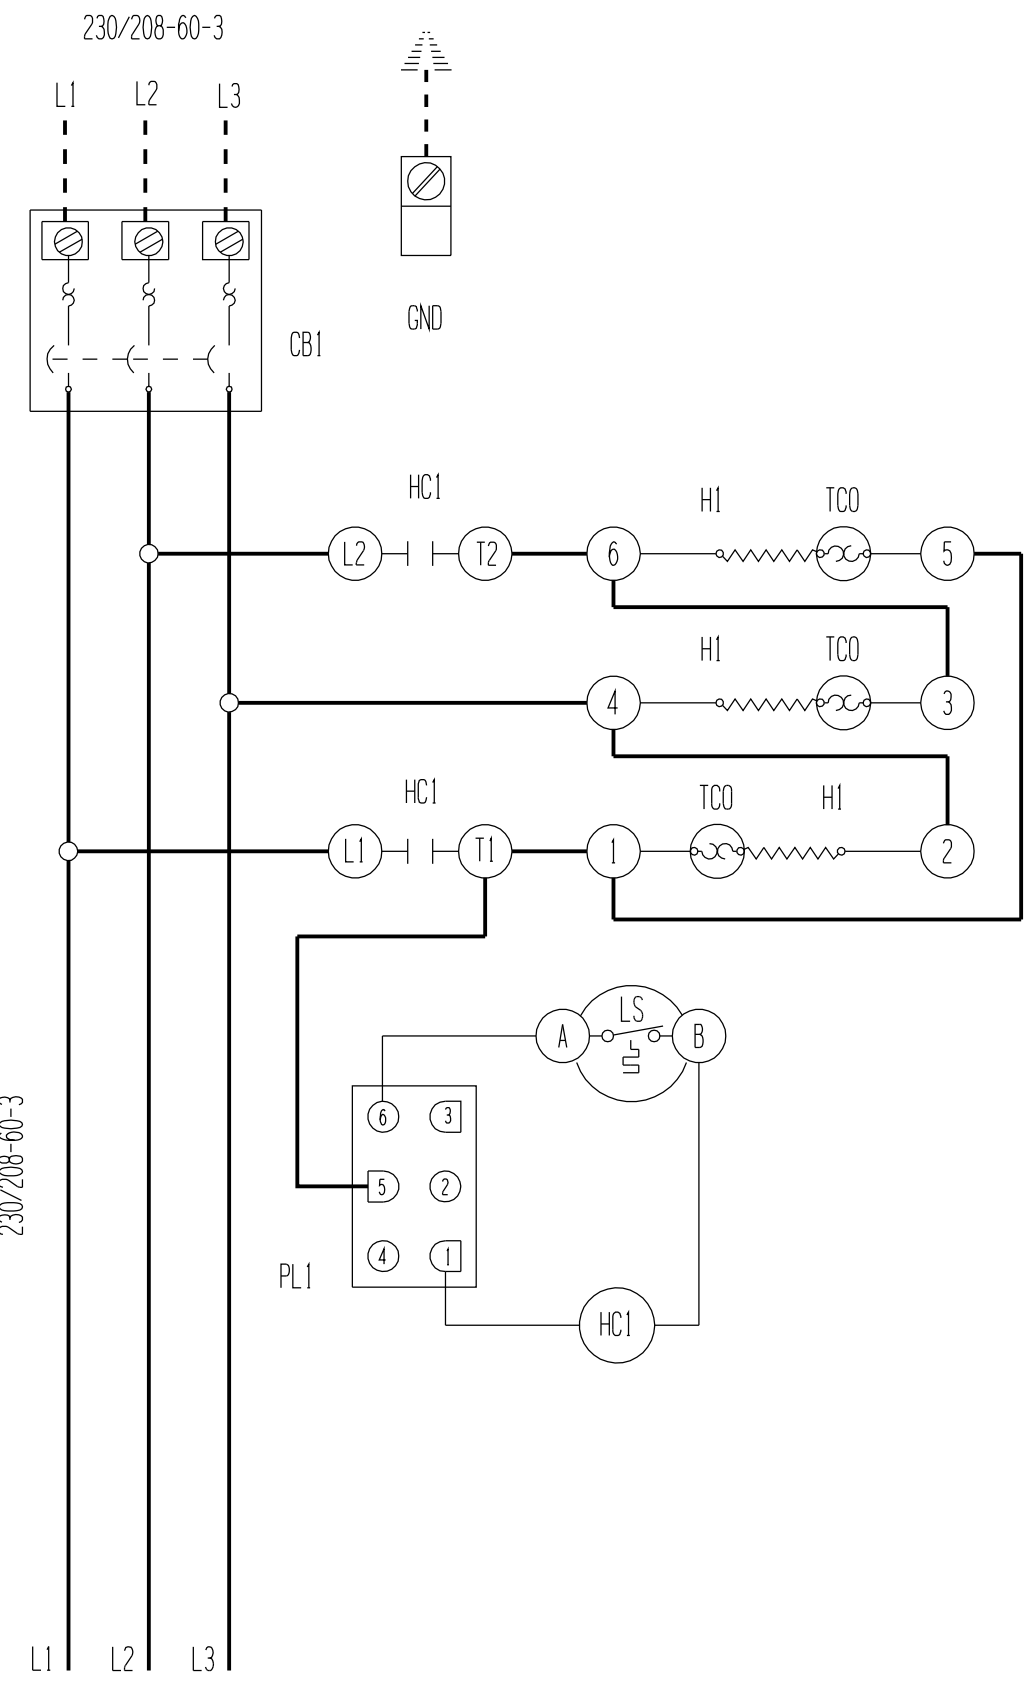 230/208-60-3
L1 L2 L3
GND
CB1
HC1 H1 TCO
L2 T2 6 5
H1 TCO
4 3
HC1 TCO H1
L1 T1 1 2
LS
A B
6 3
230/208-60-3
5 2
4 1
PL1
HC1
L1 L2 L3